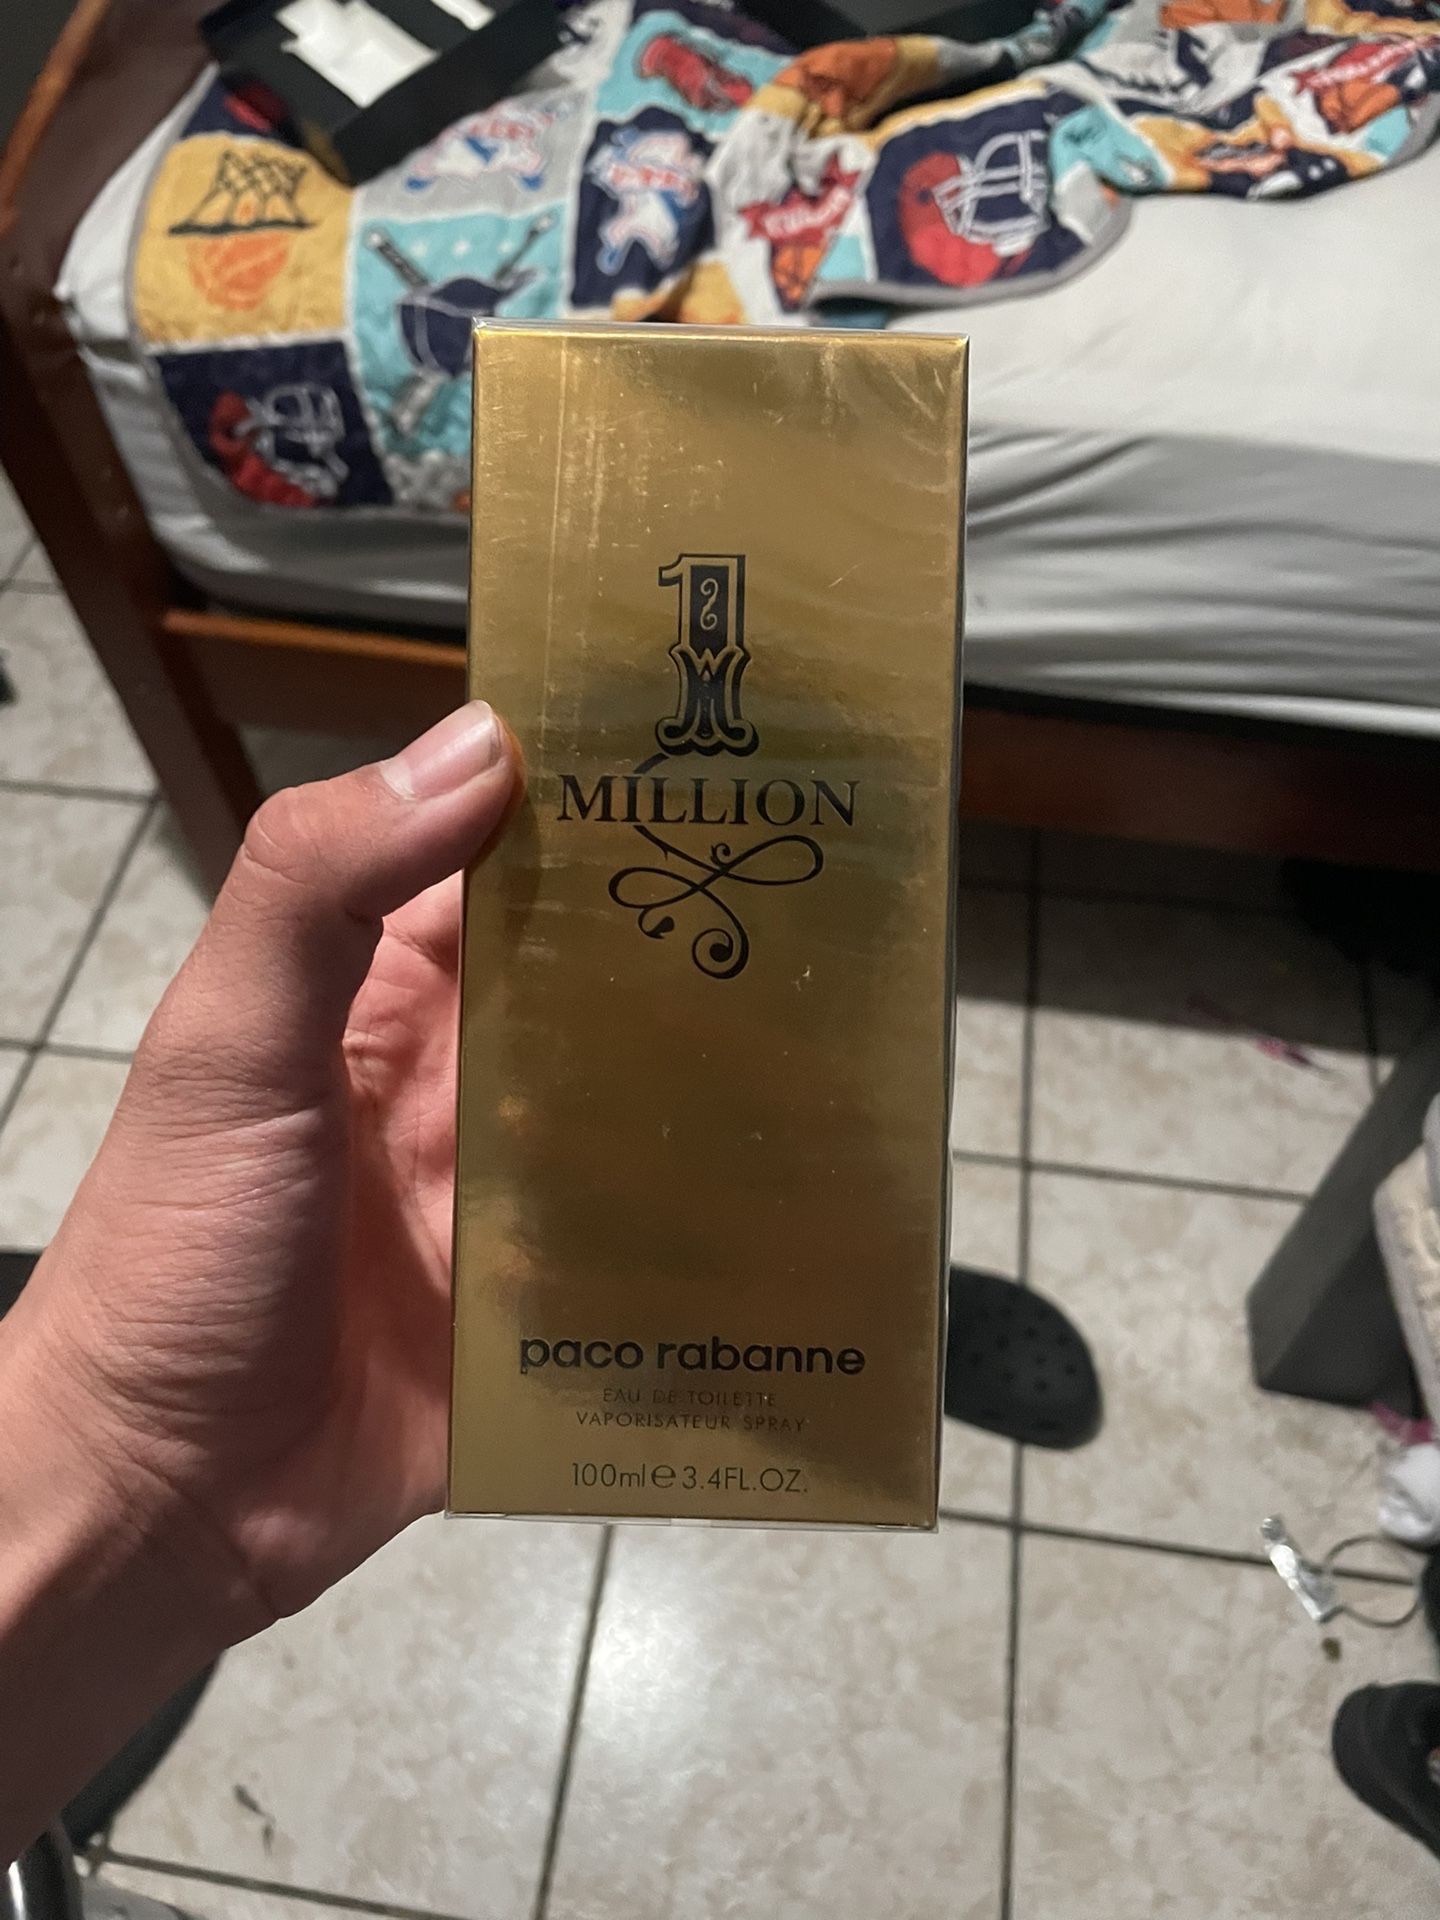 1
MILLION
paco rabanne
EAU DE TOILETTE
VAPORISATEUR SPRAY
100ml ℮ 3.4FL.OZ.